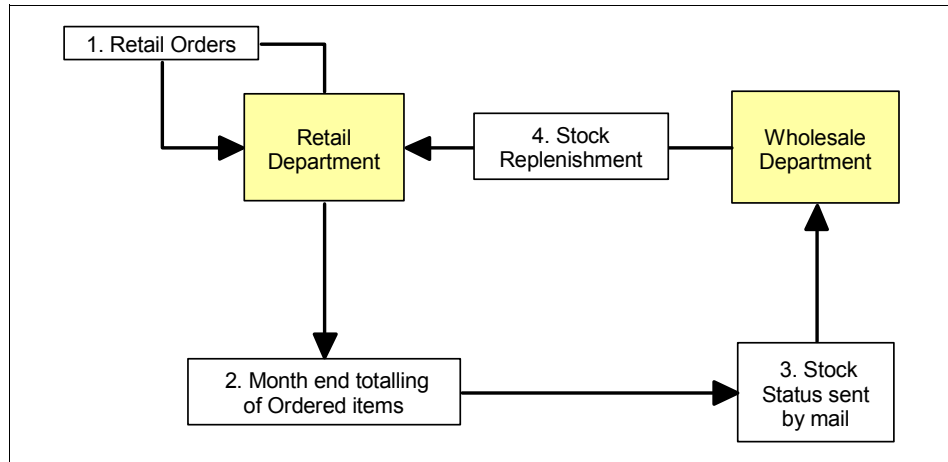 1. Retail Orders
Retail
Department
4. Stock
Replenishment
Wholesale
Department
2. Month end totalling
of Ordered items
3. Stock
Status sent
by mail